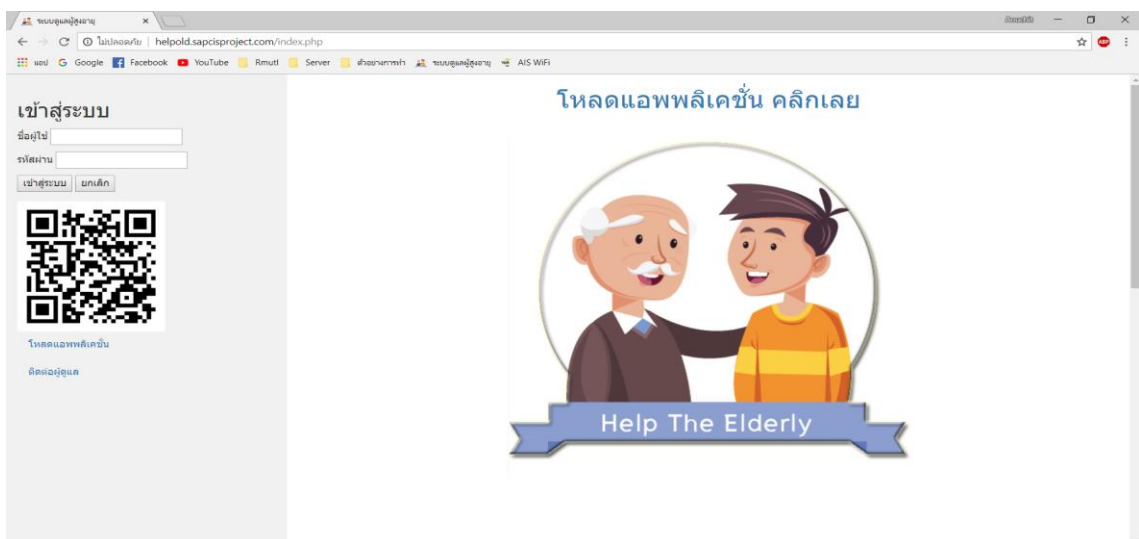 ระบบดูแลผู้สูงอายุ
ไม่ปลอดภัย | helpold.sapcisproject.com/index.php
ABP
แอป Google Facebook YouTube Rmutl Server ตัวอย่างการทำ ระบบดูแลผู้สูงอายุ AIS WiFi
เข้าสู่ระบบ
ชื่อผู้ใช้
รหัสผ่าน
เข้าสู่ระบบ ยกเลิก
โหลดแอพพลิเคชั่น
ติดต่อผู้ดูแล
โหลดแอพพลิเคชั่น คลิกเลย
Help The Elderly